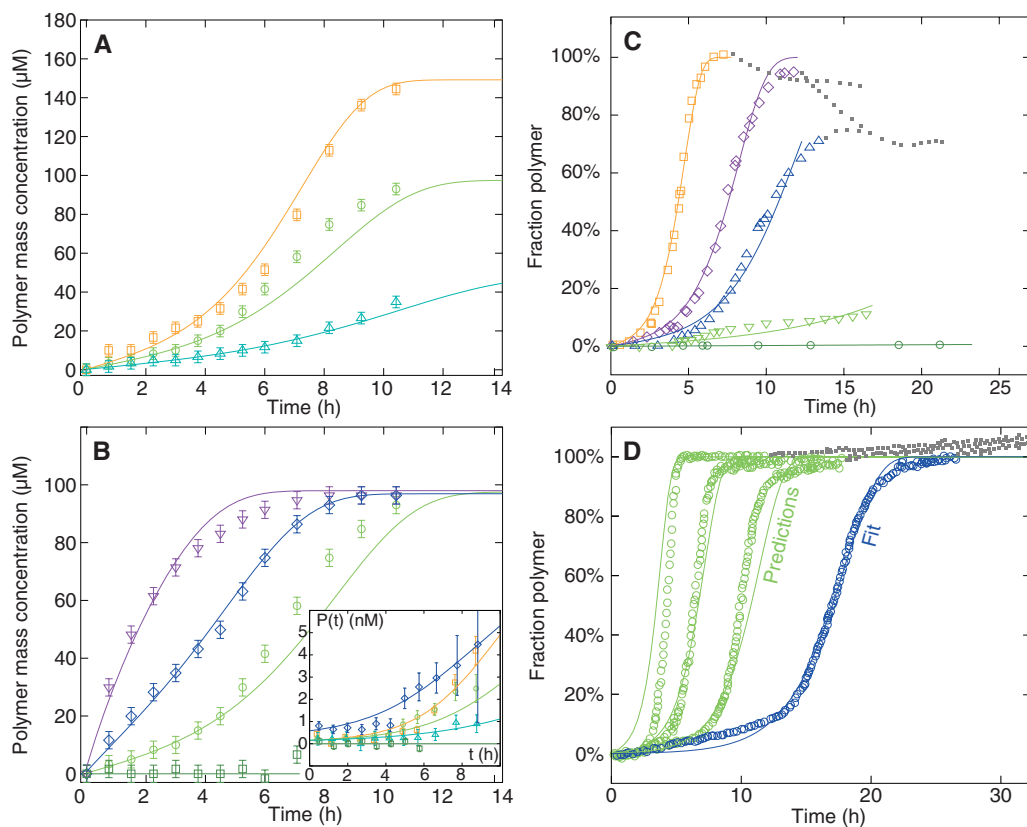 A
Polymer mass concentration (μM)
180
160
140
120
100
80
60
40
20
0
0 2 4 6 8 10 12 14
Time (h)
B
Polymer mass concentration (μM)
100
80
60
40
20
0
0 2 4 6 8 10 12 14
Time (h)
P(t) (nM)
5
4
3
2
1
0
0 2 4 6 8
t (h)
C
Fraction polymer
100%
80%
60%
40%
20%
0%
0 5 10 15 20 25
Time (h)
D
Fraction polymer
100%
80%
60%
40%
20%
0%
0 10 20 30
Time (h)
Predictions
Fit